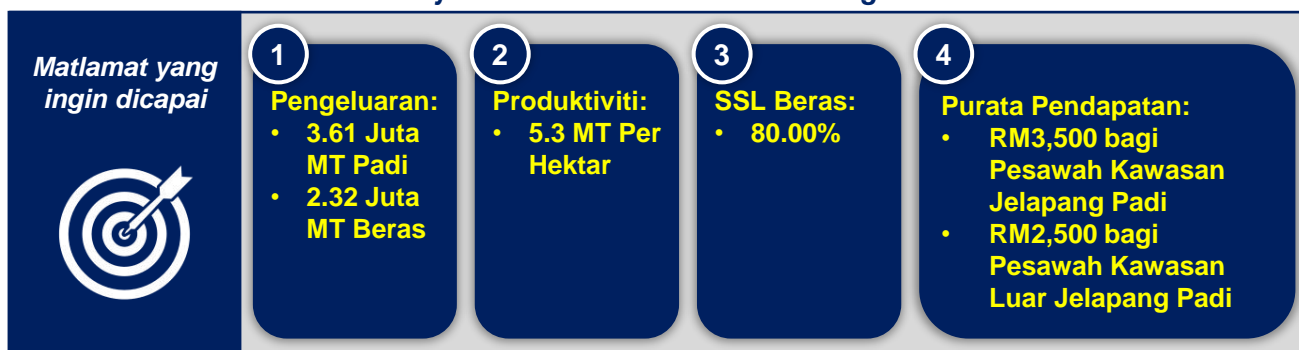 Matlamat yang
ingin dicapai
1
Pengeluaran:
• 3.61 Juta
MT Padi
• 2.32 Juta
MT Beras
2
Produktiviti:
• 5.3 MT Per
Hektar
3
SSL Beras:
• 80.00%
4
Purata Pendapatan:
• RM3,500 bagi
Pesawah Kawasan
Jelapang Padi
• RM2,500 bagi
Pesawah Kawasan
Luar Jelapang Padi